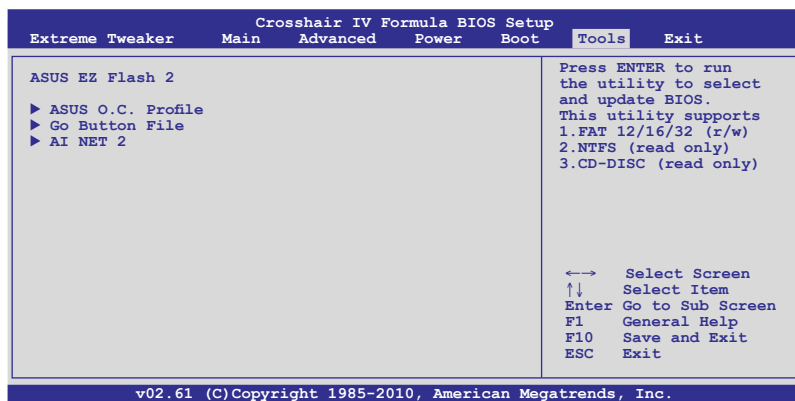 Crosshair IV Formula BIOS Setup
Extreme Tweaker Main Advanced Power Boot Tools Exit
ASUS EZ Flash 2
▶ ASUS O.C. Profile
▶ Go Button File
▶ AI NET 2
Press ENTER to run
the utility to select
and update BIOS.
This utility supports
1.FAT 12/16/32 (r/w)
2.NTFS (read only)
3.CD-DISC (read only)
←→ Select Screen
↑↓ Select Item
Enter Go to Sub Screen
F1 General Help
F10 Save and Exit
ESC Exit
v02.61 (C)Copyright 1985-2010, American Megatrends, Inc.